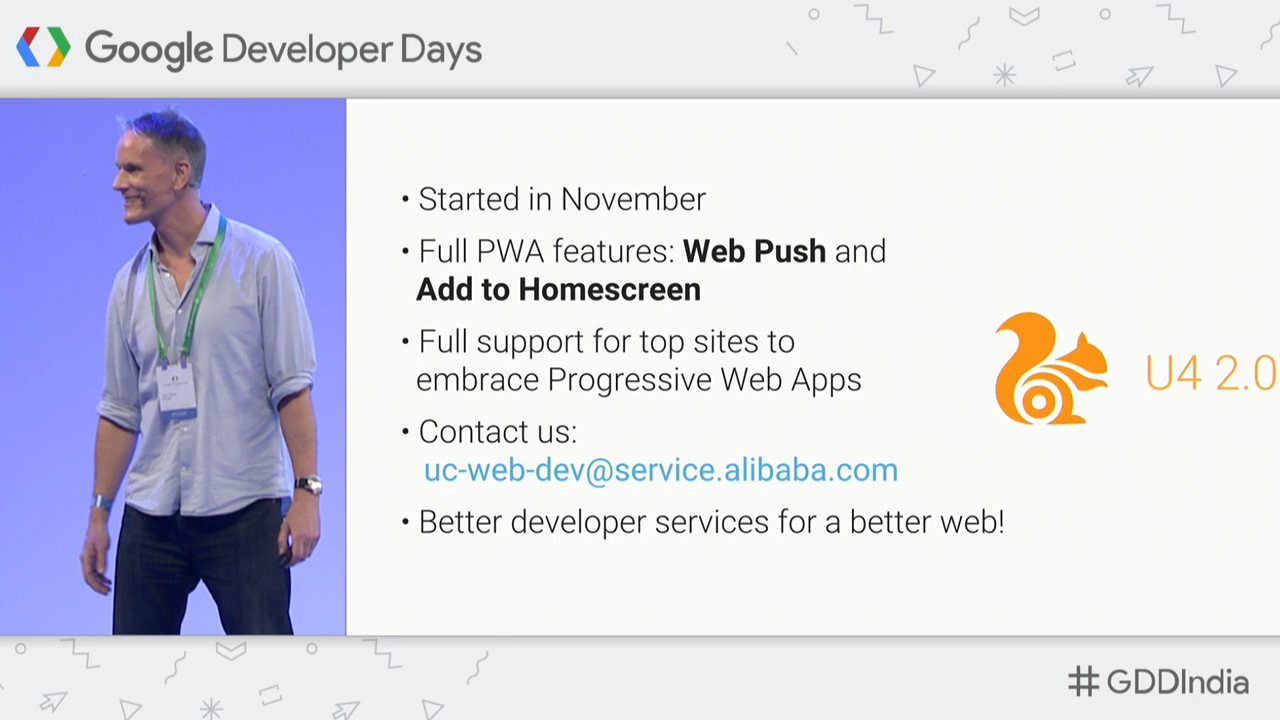 Google Developer Days
• Started in November
• Full PWA features: Web Push and
Add to Homescreen
• Full support for top sites to
embrace Progressive Web Apps
• Contact us:
uc-web-dev@service.alibaba.com
• Better developer services for a better web!
U4 2.0
#GDDIndia